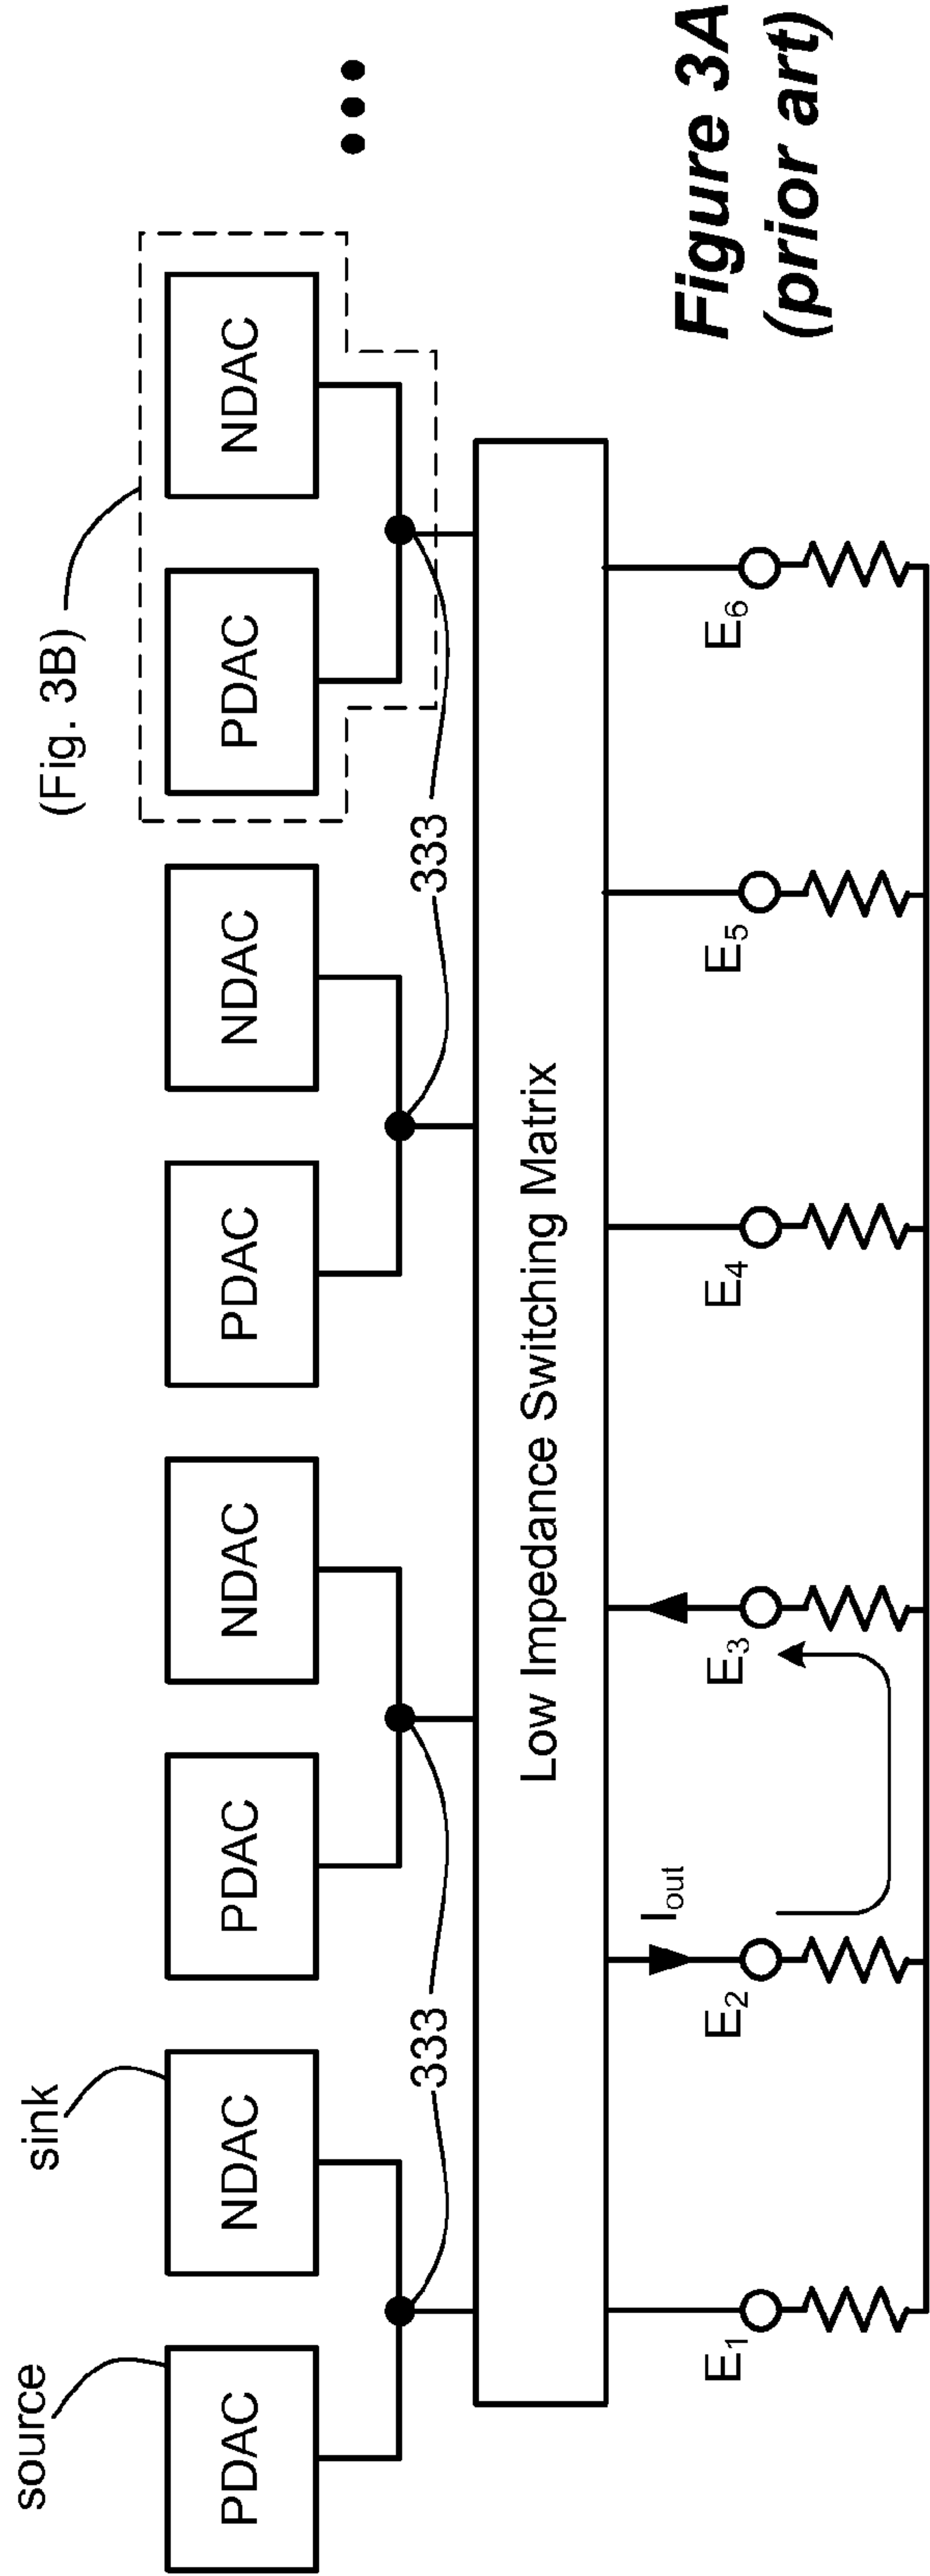 source
sink
(Fig. 3B)
PDAC
NDAC
PDAC
NDAC
PDAC
NDAC
PDAC
NDAC
333
333
Low Impedance Switching Matrix
Iout
E1
E2
E3
E4
E5
E6
Figure 3A
(prior art)